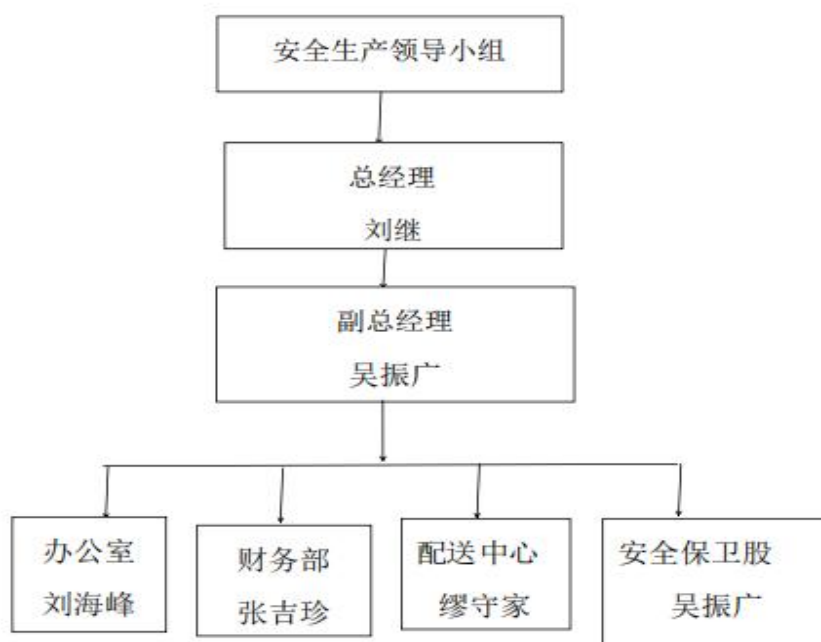 安全生产领导小组
总经理
刘继
副总经理
吴振广
办公室
刘海峰
财务部
张吉珍
配送中心
缪守家
安全保卫股
吴振广